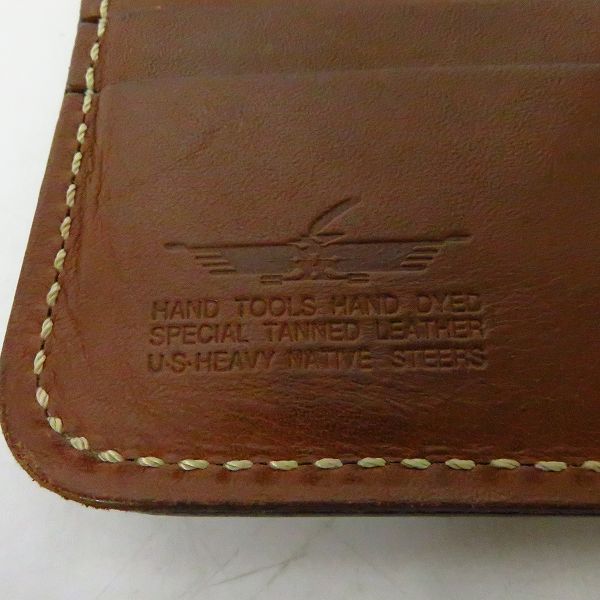 HAND TOOLS HAND DYED
SPECIAL TANNED LEATHER
U·S·HEAVY NATIVE STEERS